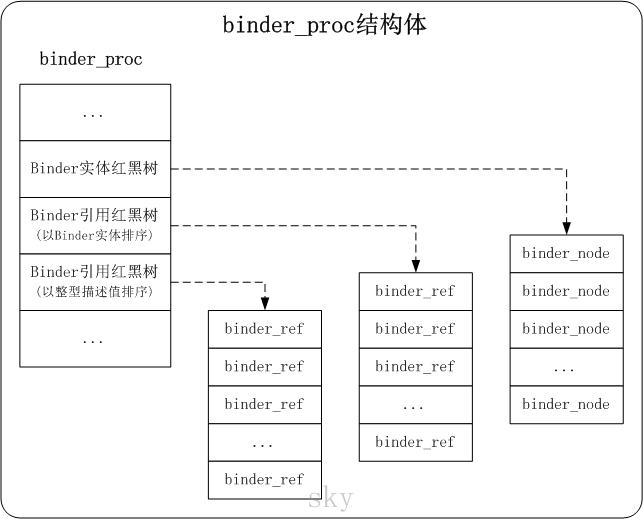 binder_proc结构体
binder_proc
...
Binder实体红黑树
Binder引用红黑树
(以Binder实体排序)
Binder引用红黑树
(以整型描述值排序)
...
binder_ref
binder_ref
binder_ref
...
binder_ref
binder_ref
binder_ref
binder_ref
...
binder_ref
binder_node
binder_node
binder_node
...
binder_node
sky